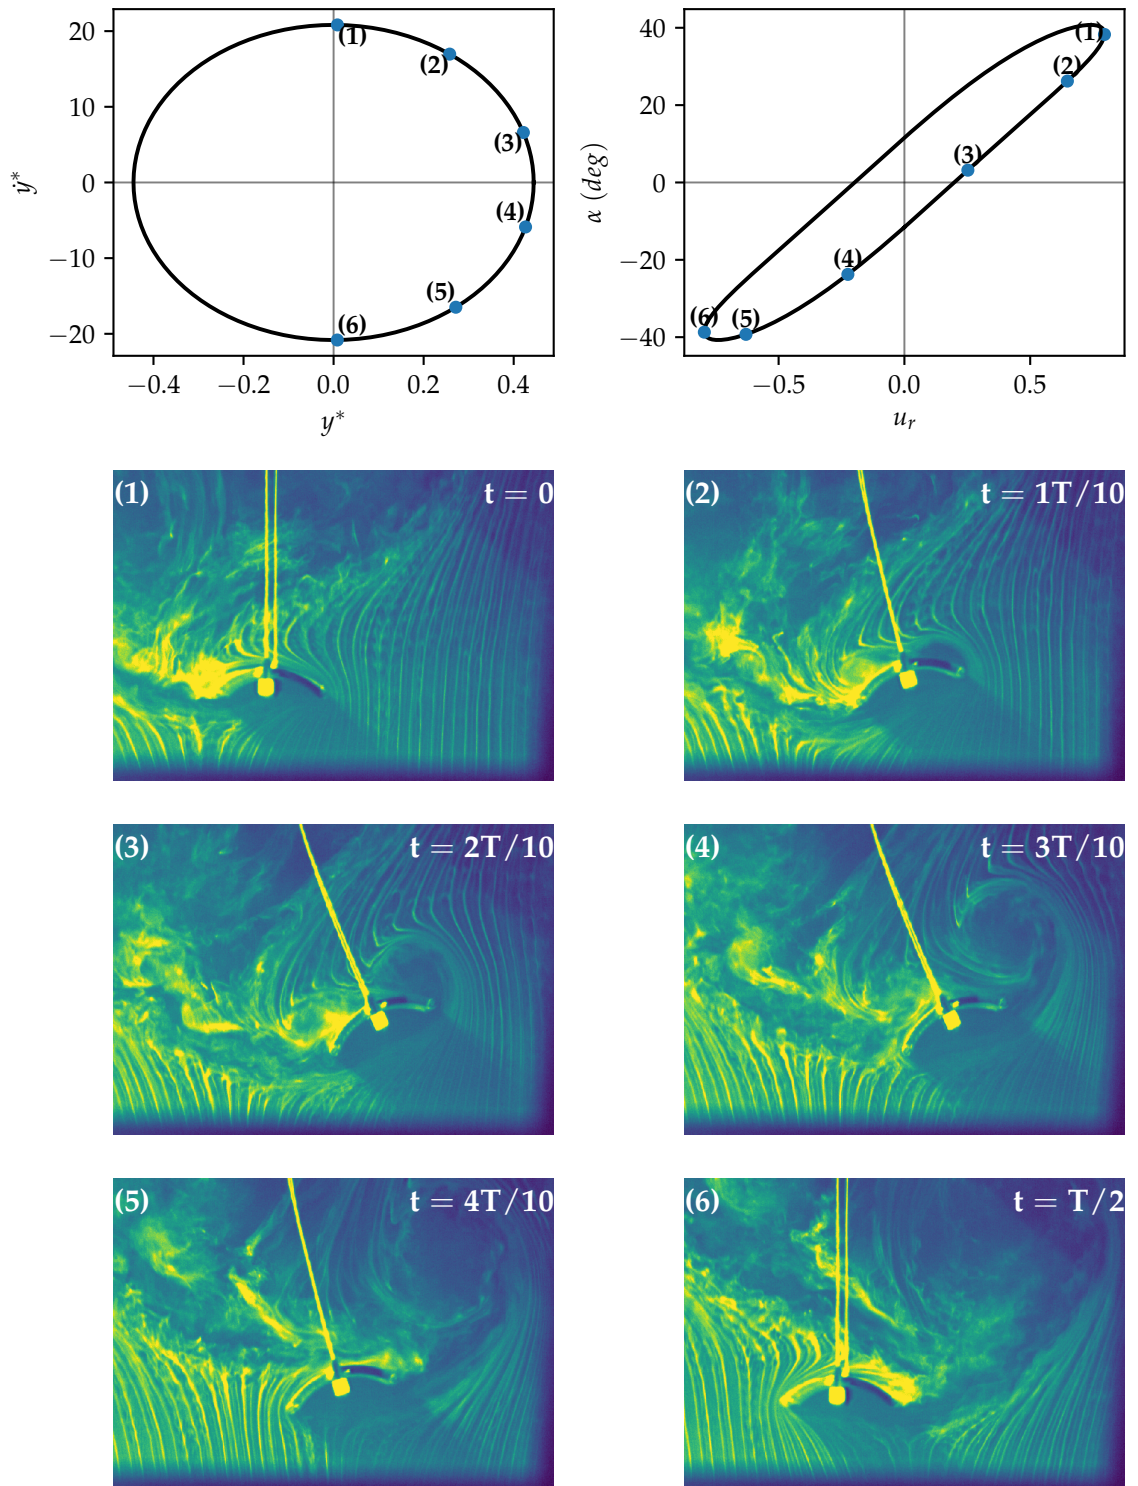 20
10
0
−10
−20
ẏ*
(1)
(2)
(3)
(4)
(5)
(6)
−0.4 −0.2 0.0 0.2 0.4
y*
40
20
0
−20
−40
α (deg)
(1)
(2)
(3)
(4)
(5)
(6)
−0.5 0.0 0.5
u_r
(1) t = 0
(2) t = 1T/10
(3) t = 2T/10
(4) t = 3T/10
(5) t = 4T/10
(6) t = T/2